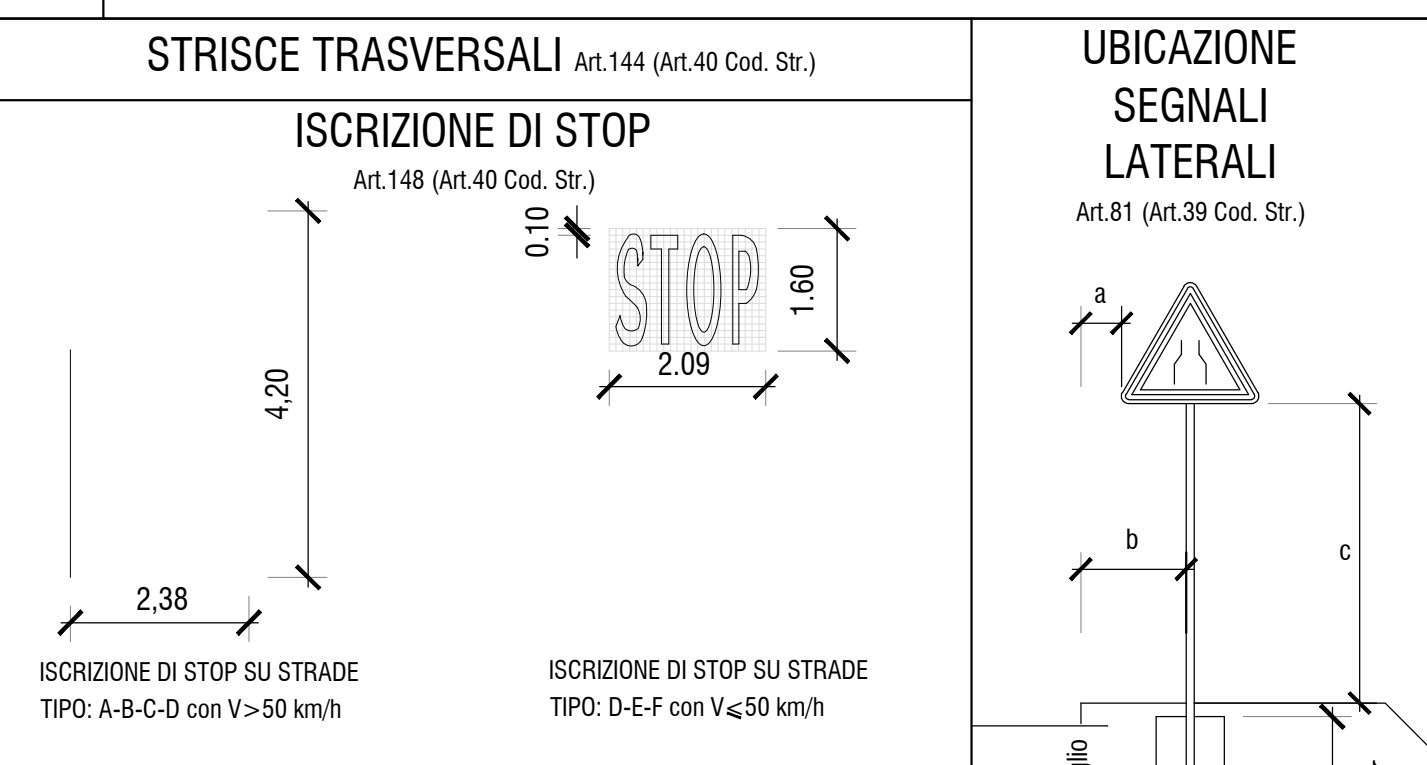 STRISCE TRASVERSALI Art.144 (Art.40 Cod. Str.)
ISCRIZIONE DI STOP
Art.148 (Art.40 Cod. Str.)
4,20
2,38
ISCRIZIONE DI STOP SU STRADE
TIPO: A-B-C-D con V>50 km/h
0.10
STOP
1.60
2.09
ISCRIZIONE DI STOP SU STRADE
TIPO: D-E-F con V⩽50 km/h
UBICAZIONE
SEGNALI
LATERALI
Art.81 (Art.39 Cod. Str.)
a
b
c